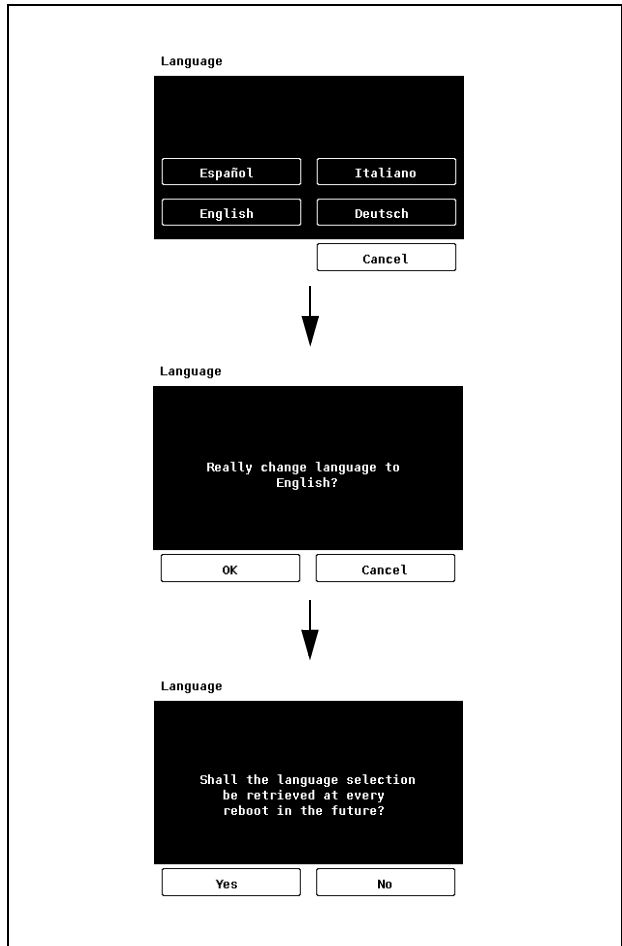 Language
Español Italiano
English Deutsch
Cancel
Language
Really change language to
English?
OK Cancel
Language
Shall the language selection
be retrieved at every
reboot in the future?
Yes No